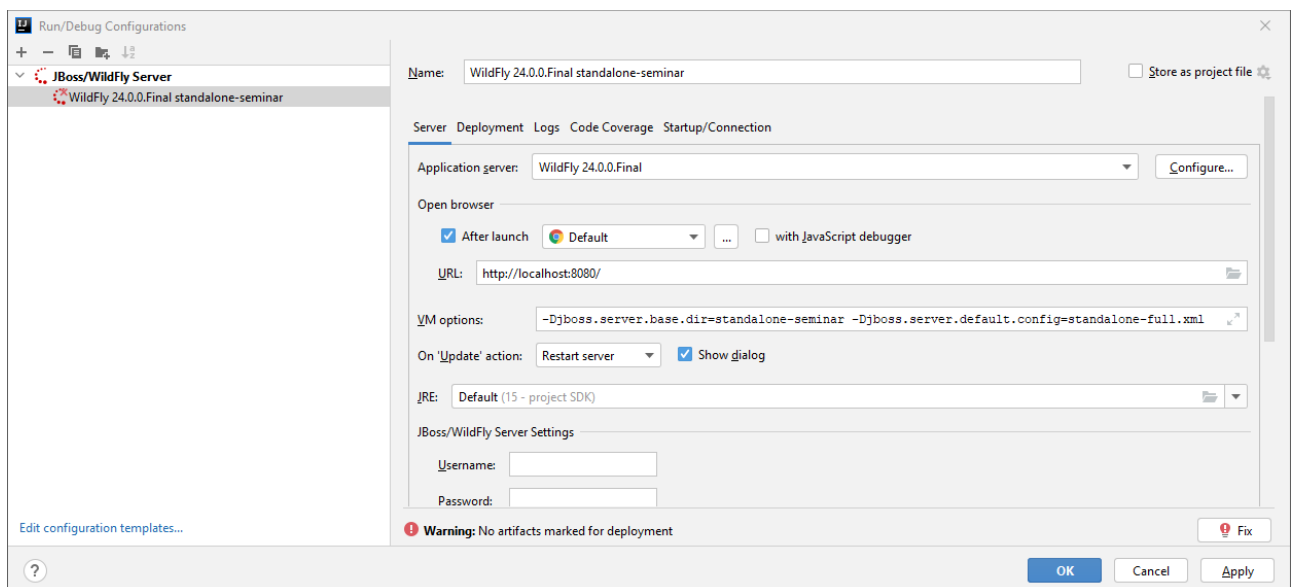 Run/Debug Configurations
JBoss/WildFly Server
WildFly 24.0.0.Final standalone-seminar
Edit configuration templates...
Name: WildFly 24.0.0.Final standalone-seminar Store as project file
Server Deployment Logs Code Coverage Startup/Connection
Application server: WildFly 24.0.0.Final Configure...
Open browser
After launch Default ... with JavaScript debugger
URL: http://localhost:8080/
VM options: -Djboss.server.base.dir=standalone-seminar -Djboss.server.default.config=standalone-full.xml
On 'Update' action: Restart server Show dialog
JRE: Default (15 - project SDK)
JBoss/WildFly Server Settings
Username:
Password:
Warning: No artifacts marked for deployment Fix
? OK Cancel Apply